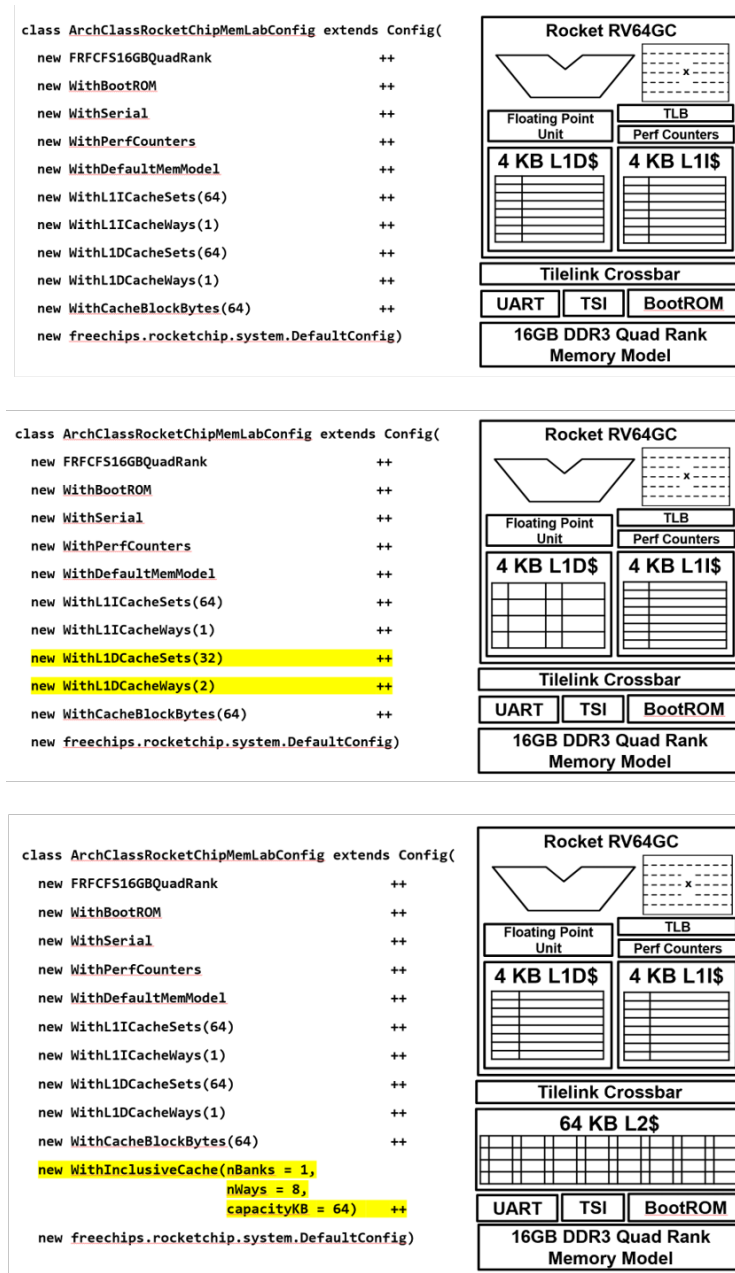 class ArchClassRocketChipMemLabConfig extends Config(
new FRFCFS16GBQuadRank ++
new WithBootROM ++
new WithSerial ++
new WithPerfCounters ++
new WithDefaultMemModel ++
new WithL1ICacheSets(64) ++
new WithL1ICacheWays(1) ++
new WithL1DCacheSets(64) ++
new WithL1DCacheWays(1) ++
new WithCacheBlockBytes(64) ++
new freechips.rocketchip.system.DefaultConfig)
Rocket RV64GC
x
Floating Point
Unit
TLB
Perf Counters
4 KB L1D$
4 KB L1I$
Tilelink Crossbar
UART
TSI
BootROM
16GB DDR3 Quad Rank
Memory Model
class ArchClassRocketChipMemLabConfig extends Config(
new FRFCFS16GBQuadRank ++
new WithBootROM ++
new WithSerial ++
new WithPerfCounters ++
new WithDefaultMemModel ++
new WithL1ICacheSets(64) ++
new WithL1ICacheWays(1) ++
new WithL1DCacheSets(32) ++
new WithL1DCacheWays(2) ++
new WithCacheBlockBytes(64) ++
new freechips.rocketchip.system.DefaultConfig)
Rocket RV64GC
x
Floating Point
Unit
TLB
Perf Counters
4 KB L1D$
4 KB L1I$
Tilelink Crossbar
UART
TSI
BootROM
16GB DDR3 Quad Rank
Memory Model
class ArchClassRocketChipMemLabConfig extends Config(
new FRFCFS16GBQuadRank ++
new WithBootROM ++
new WithSerial ++
new WithPerfCounters ++
new WithDefaultMemModel ++
new WithL1ICacheSets(64) ++
new WithL1ICacheWays(1) ++
new WithL1DCacheSets(64) ++
new WithL1DCacheWays(1) ++
new WithCacheBlockBytes(64) ++
new WithInclusiveCache(nBanks = 1,
nWays = 8,
capacityKB = 64) ++
new freechips.rocketchip.system.DefaultConfig)
Rocket RV64GC
x
Floating Point
Unit
TLB
Perf Counters
4 KB L1D$
4 KB L1I$
Tilelink Crossbar
64 KB L2$
UART
TSI
BootROM
16GB DDR3 Quad Rank
Memory Model